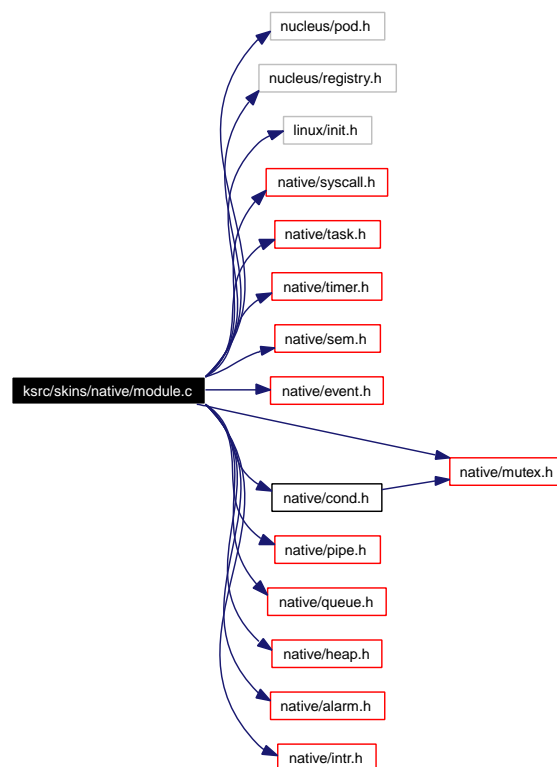 nucleus/pod.h
nucleus/registry.h
linux/init.h
native/syscall.h
native/task.h
native/timer.h
native/sem.h
ksrc/skins/native/module.c
native/event.h
native/mutex.h
native/cond.h
native/pipe.h
native/queue.h
native/heap.h
native/alarm.h
native/intr.h